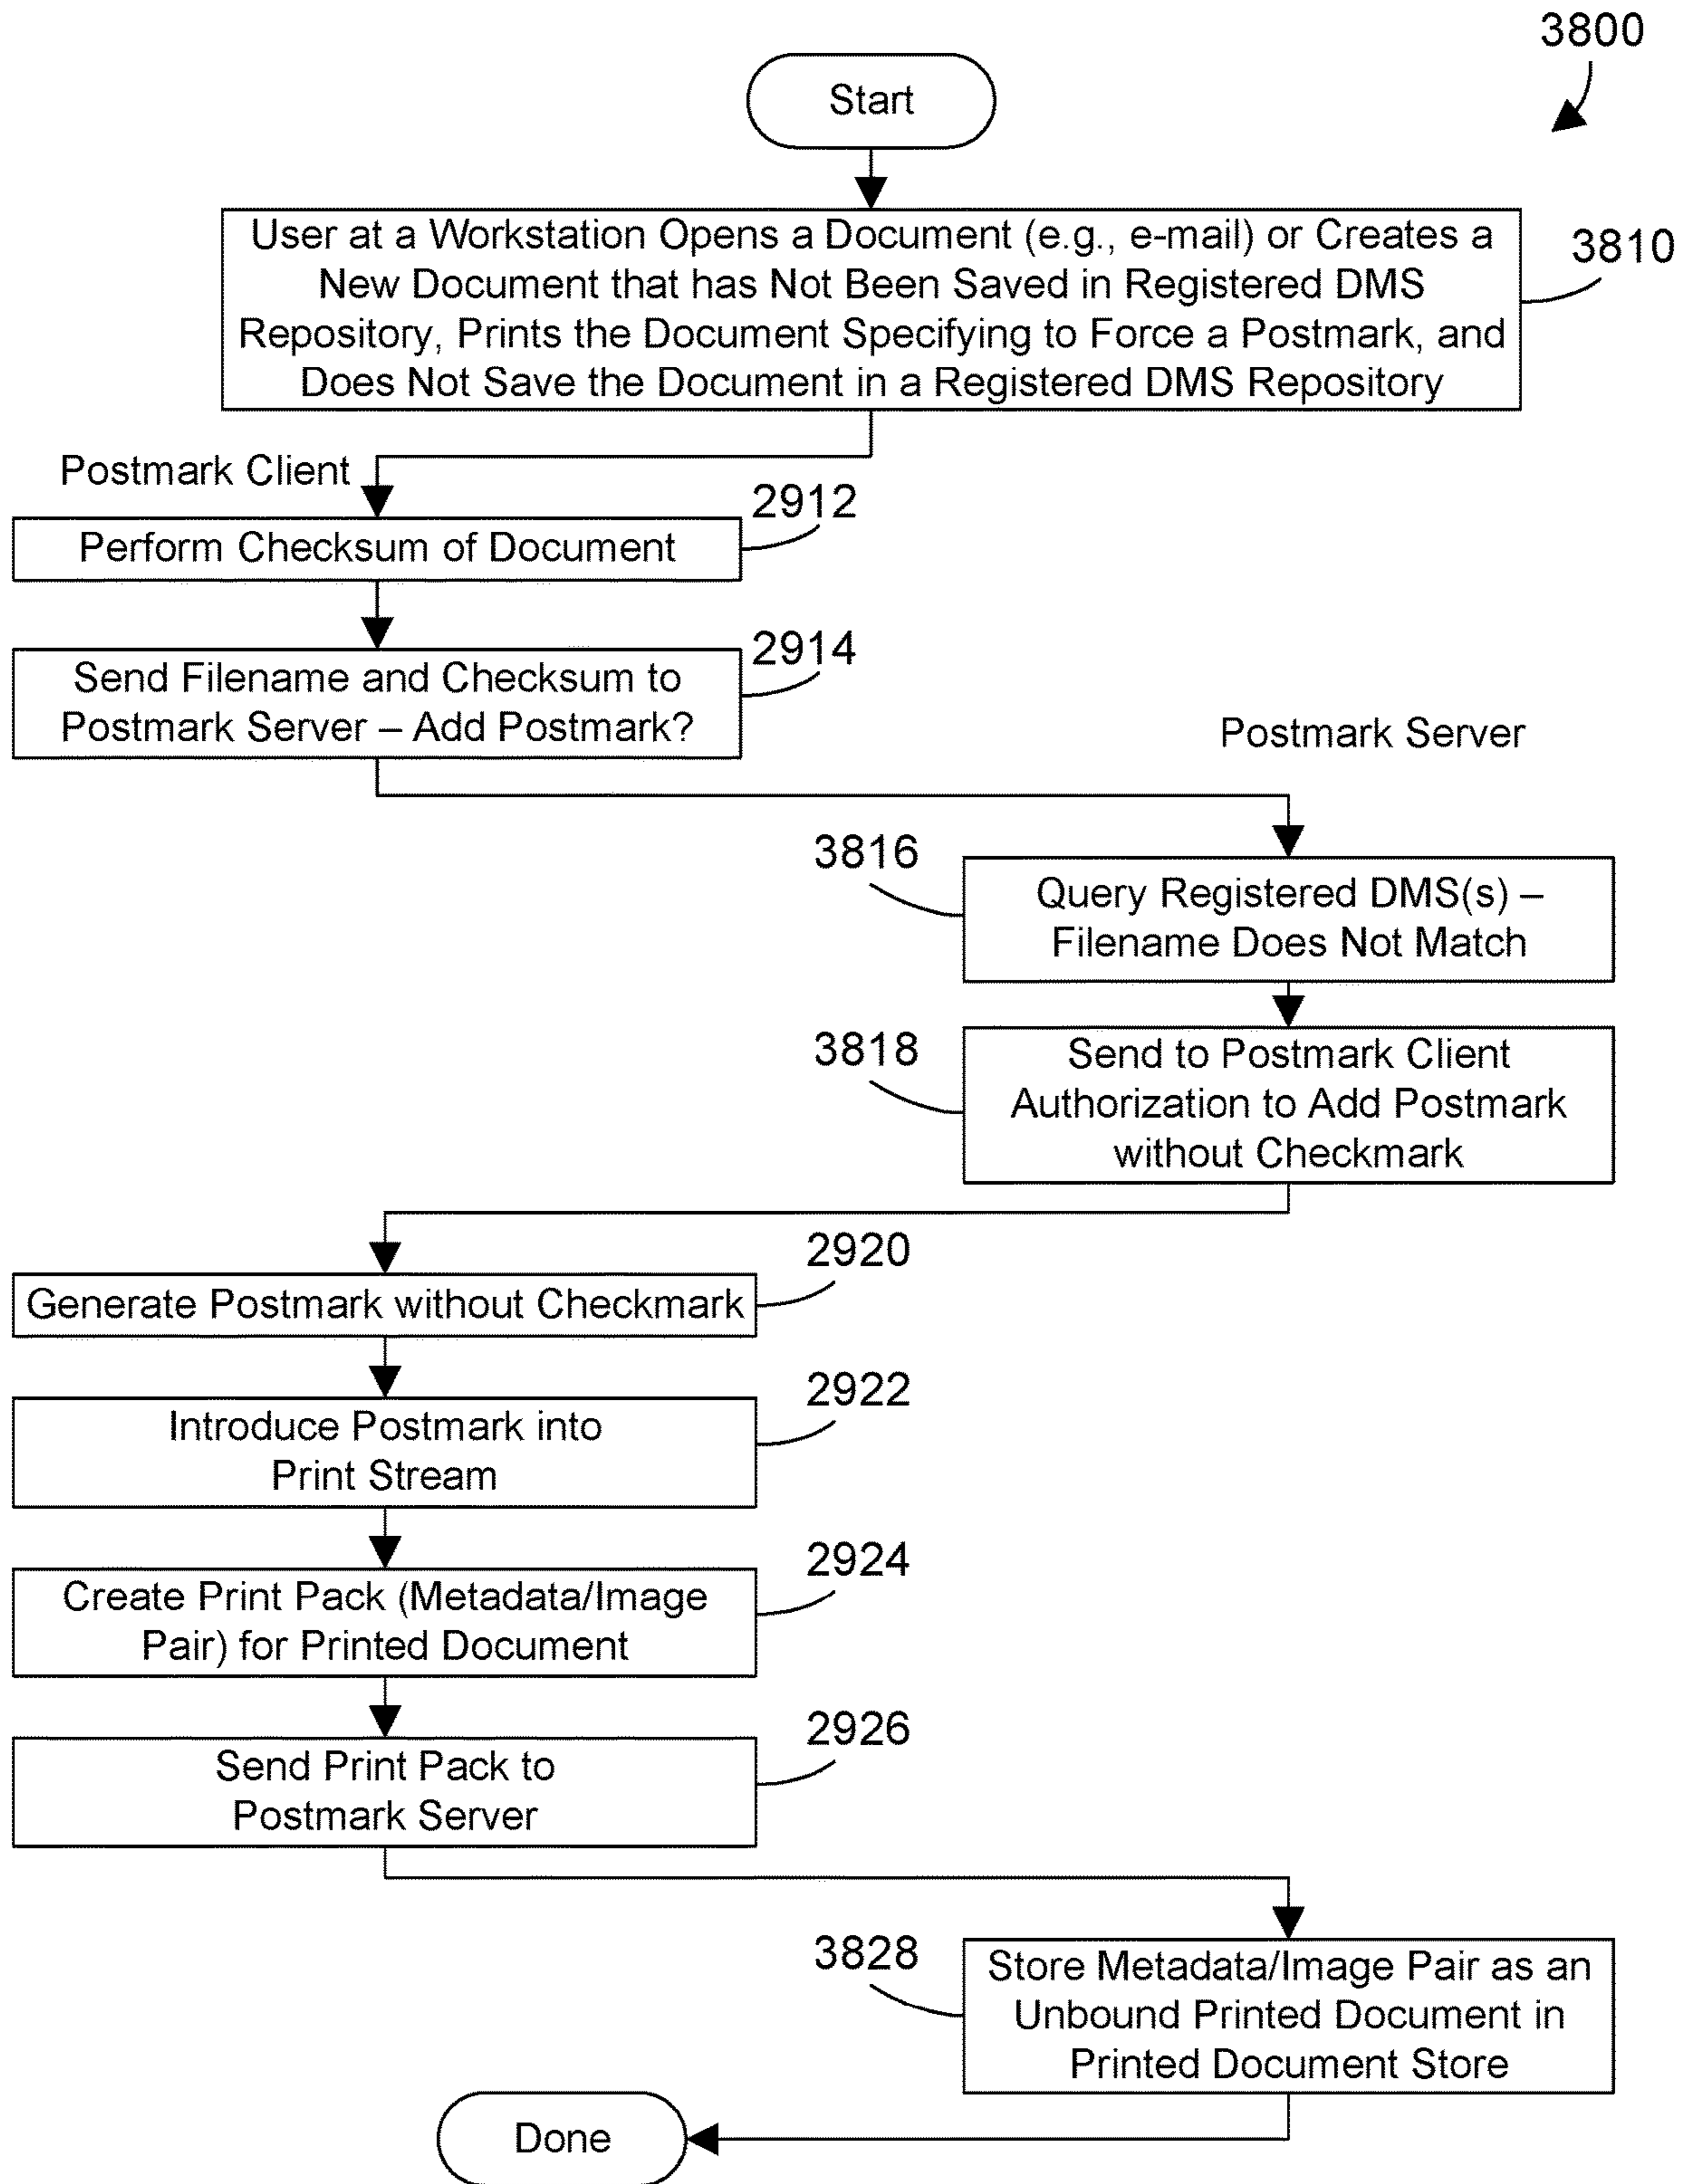 3800
Start
User at a Workstation Opens a Document (e.g., e-mail) or Creates a
New Document that has Not Been Saved in Registered DMS
Repository, Prints the Document Specifying to Force a Postmark, and
Does Not Save the Document in a Registered DMS Repository
3810
Postmark Client
2912
Perform Checksum of Document
2914
Send Filename and Checksum to
Postmark Server – Add Postmark?
Postmark Server
3816
Query Registered DMS(s) –
Filename Does Not Match
3818
Send to Postmark Client
Authorization to Add Postmark
without Checkmark
2920
Generate Postmark without Checkmark
2922
Introduce Postmark into
Print Stream
2924
Create Print Pack (Metadata/Image
Pair) for Printed Document
2926
Send Print Pack to
Postmark Server
3828
Store Metadata/Image Pair as an
Unbound Printed Document in
Printed Document Store
Done